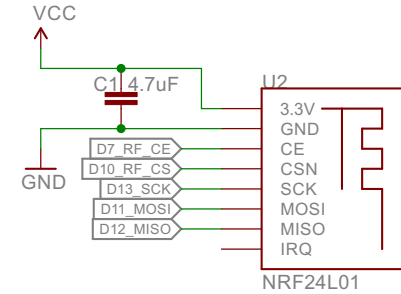 VCC
C1 4.7uF
U2
3.3V
GND
D7_RF_CE CE
D10_RF_CS CSN
D13_SCK SCK
GND
D11_MOSI MOSI
D12_MISO MISO
IRQ
NRF24L01